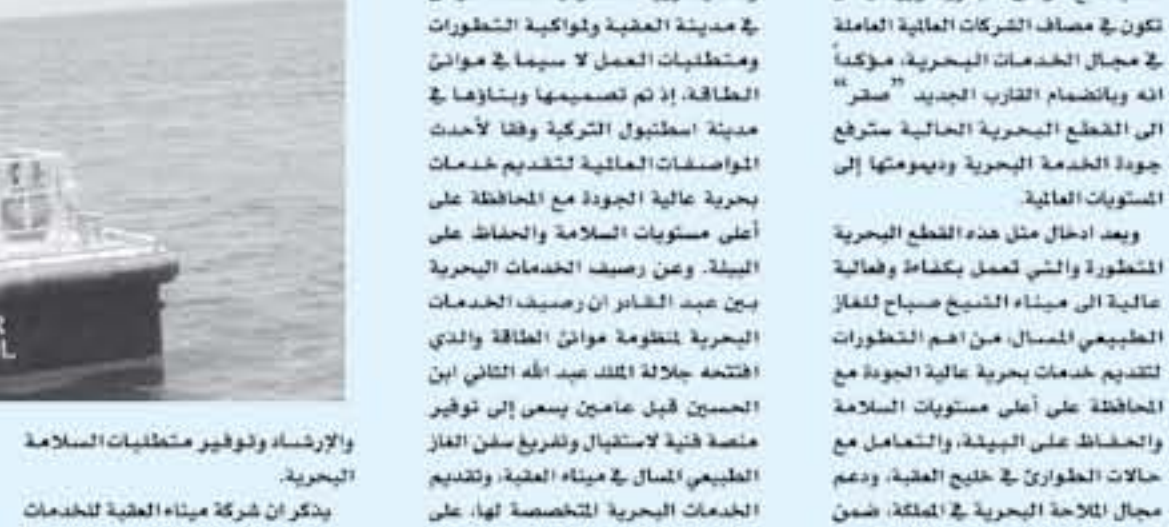 تكون في مصاف الشركات العالمية العاملة
في مجال الخدمات البحرية، مؤكداً
انه وبانضمام القارب الجديد "صقر"
الى القطع البحرية الحالية سترفع
جودة الخدمة البحرية وديمومتها إلى
المستويات العالمية.
وبعد ادخال مثل هذه القطع البحرية
المتطورة والتي تعمل بكفاءة وفعالية
عالية الى ميناء الشيخ صباح للغاز
الطبيعي المسال، من اهم التطورات
لتقديم خدمات بحرية عالية الجودة مع
المحافظة على أعلى مستويات السلامة
والحفاظ على البيئة، والتعامل مع
حالات الطوارئ في خليج العقبة، ودعم
مجال الملاحة البحرية في المملكة، ضمن
في مدينة العقبة ولمواكبة التطورات
ومتطلبات العمل لا سيما في موانئ
الطاقة، إذ تم تصميمها وبناؤها في
مدينة اسطنبول التركية وفقا لأحدث
المواصفات العالمية لتقديم خدمات
بحرية عالية الجودة مع المحافظة على
أعلى مستويات السلامة والحفاظ على
البيئة. وعن رصيف الخدمات البحرية
بين عبد القادر ان رصيف الخدمات
البحرية لمنظومة موانئ الطاقة والذي
افتتحه جلالة الملك عبد الله الثاني ابن
الحسين قبل عامين يسعى إلى توفير
منصة فنية لاستقبال وتفريغ سفن الغاز
الطبيعي المسال في ميناء العقبة، وتقديم
الخدمات البحرية المتخصصة لها، على
والإرشاد وتوفير متطلبات السلامة
البحرية.
يذكر ان شركة ميناء العقبة للخدمات